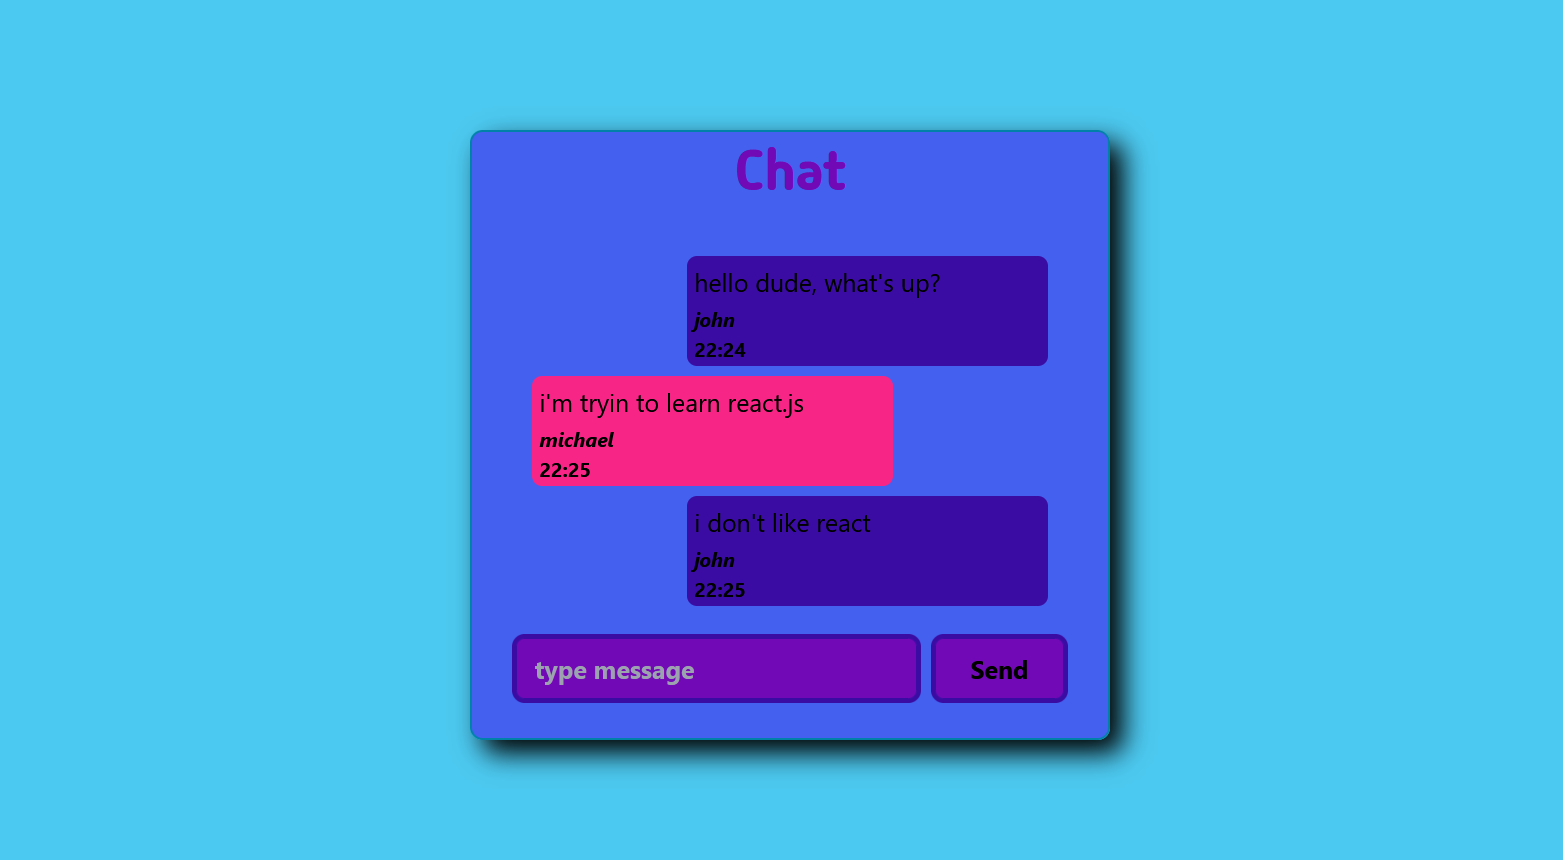 Chat
hello dude, what's up?
john
22:24
i'm tryin to learn react.js
michael
22:25
i don't like react
john
22:25
type message
Send